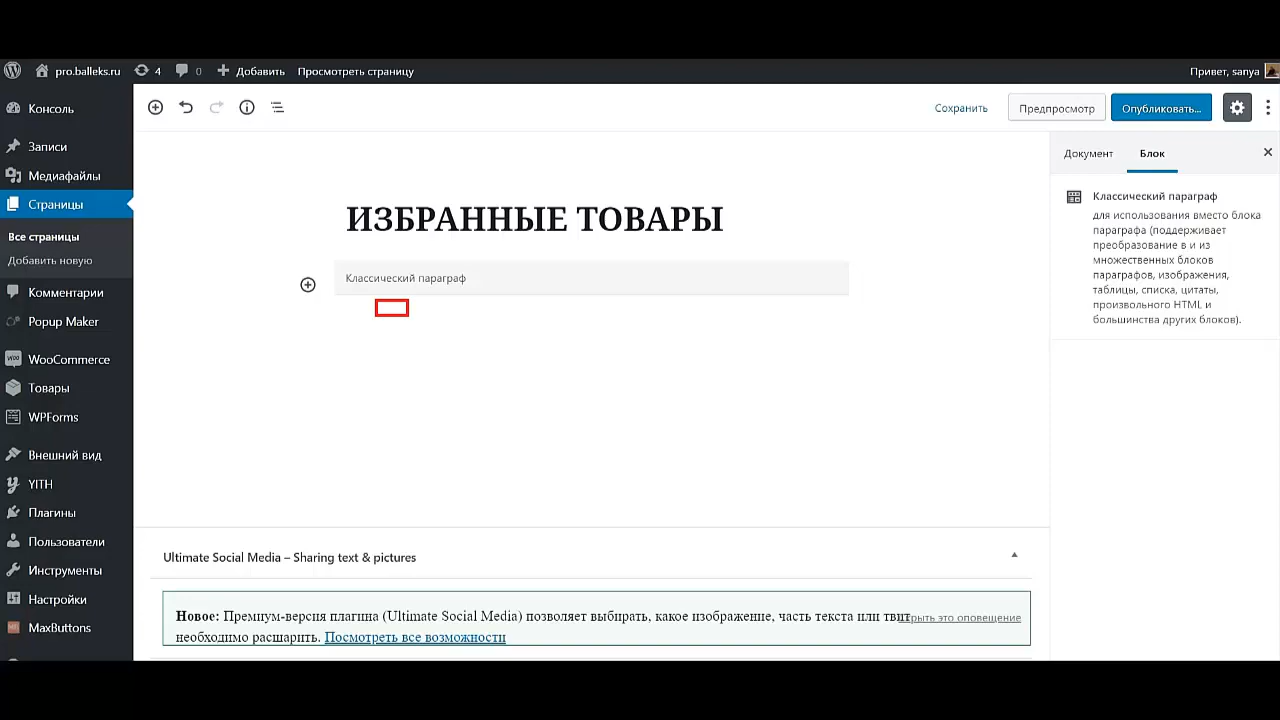 pro.balleks.ru 4 0 Добавить Просмотреть страницу Привет, sanya
Консоль
Записи
Медиафайлы
Страницы
Все страницы
Добавить новую
Комментарии
Popup Maker
WooCommerce
Товары
WPForms
Внешний вид
YITH
Плагины
Пользователи
Инструменты
Настройки
MaxButtons
Сохранить Предпросмотр Опубликовать...
ИЗБРАННЫЕ ТОВАРЫ
Классический параграф
Документ Блок
Классический параграф
для использования вместо блока
параграфа (поддерживает
преобразование в и из
множественных блоков
параграфов, изображения,
таблицы, списка, цитаты,
произвольного HTML и
большинства других блоков).
Ultimate Social Media – Sharing text & pictures
Новое: Премиум-версия плагина (Ultimate Social Media) позволяет выбирать, какое изображение, часть текста или твит
необходимо расшарить. Посмотреть все возможности
это оповещение